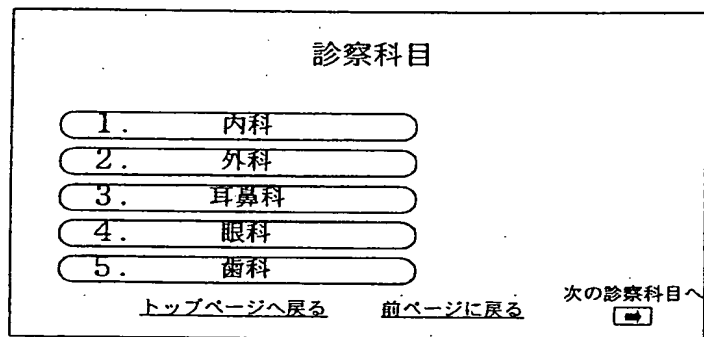 診察科目
1. 内科
2. 外科
3. 耳鼻科
4. 眼科
5. 歯科
トップページへ戻る 前ページに戻る 次の診察科目へ